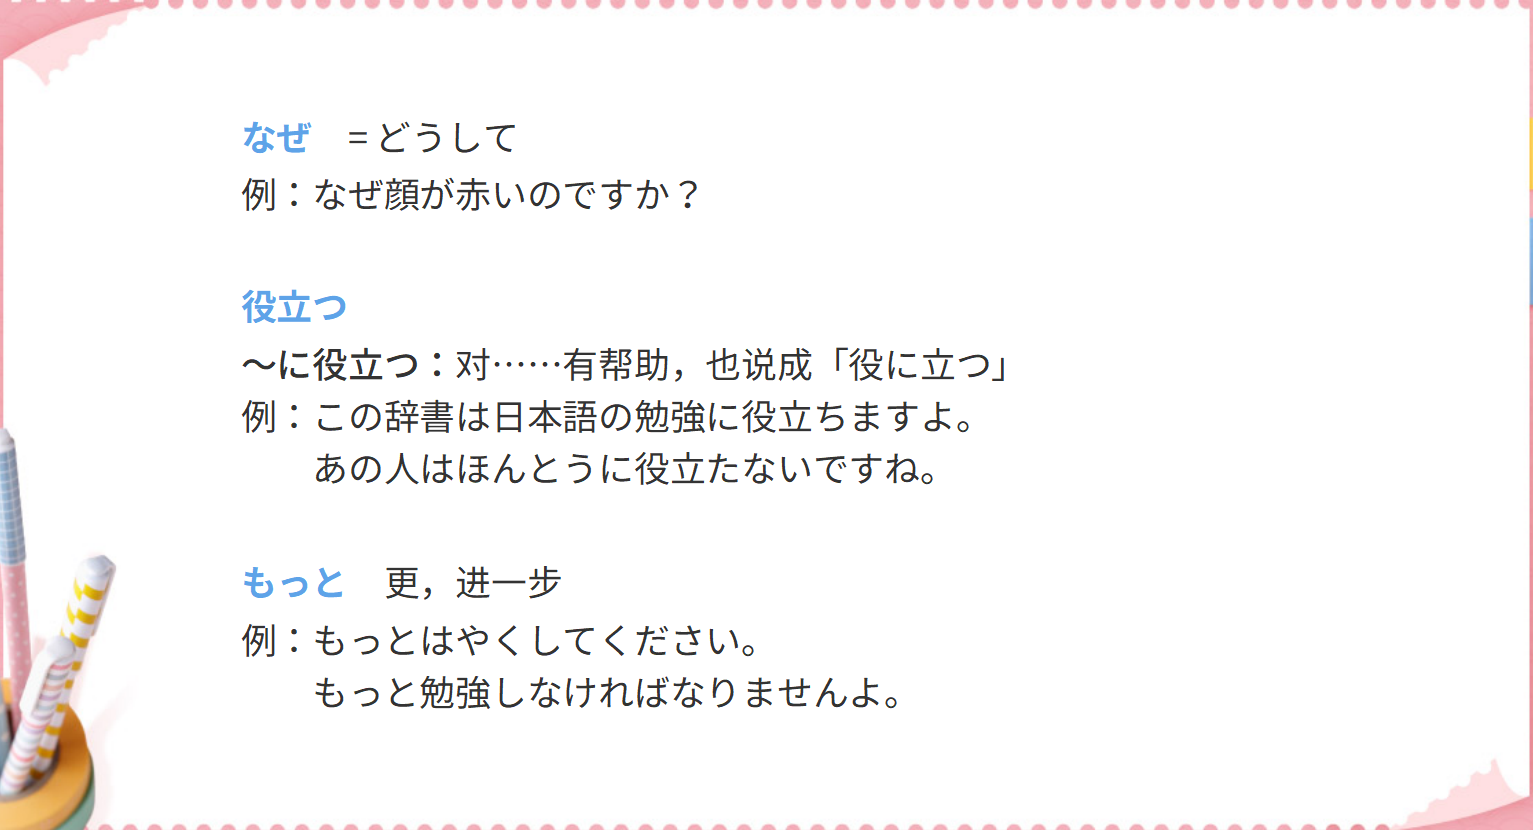 なぜ　= どうして
例：なぜ顔が赤いのですか？
役立つ
～に役立つ：对……有帮助，也说成「役に立つ」
例：この辞書は日本語の勉強に役立ちますよ。
あの人はほんとうに役立たないですね。
もっと　更，进一步
例：もっとはやくしてください。
もっと勉強しなければなりませんよ。